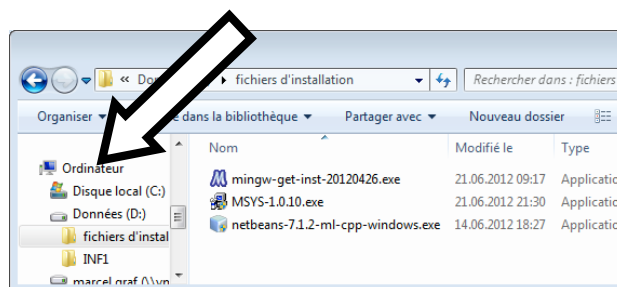 « Do fichiers d'installation Rechercher dans : fichiers
Organiser dans la bibliothèque Partager avec Nouveau dossier
Nom Modifié le Type
Ordinateur
mingw-get-inst-20120426.exe 21.06.2012 09:17 Applicatio
Disque local (C:)
MSYS-1.0.10.exe 21.06.2012 21:30 Applicatio
Données (D:)
netbeans-7.1.2-ml-cpp-windows.exe 14.06.2012 18:27 Applicatio
fichiers d'instal
INF1
marcel graf (\\vn